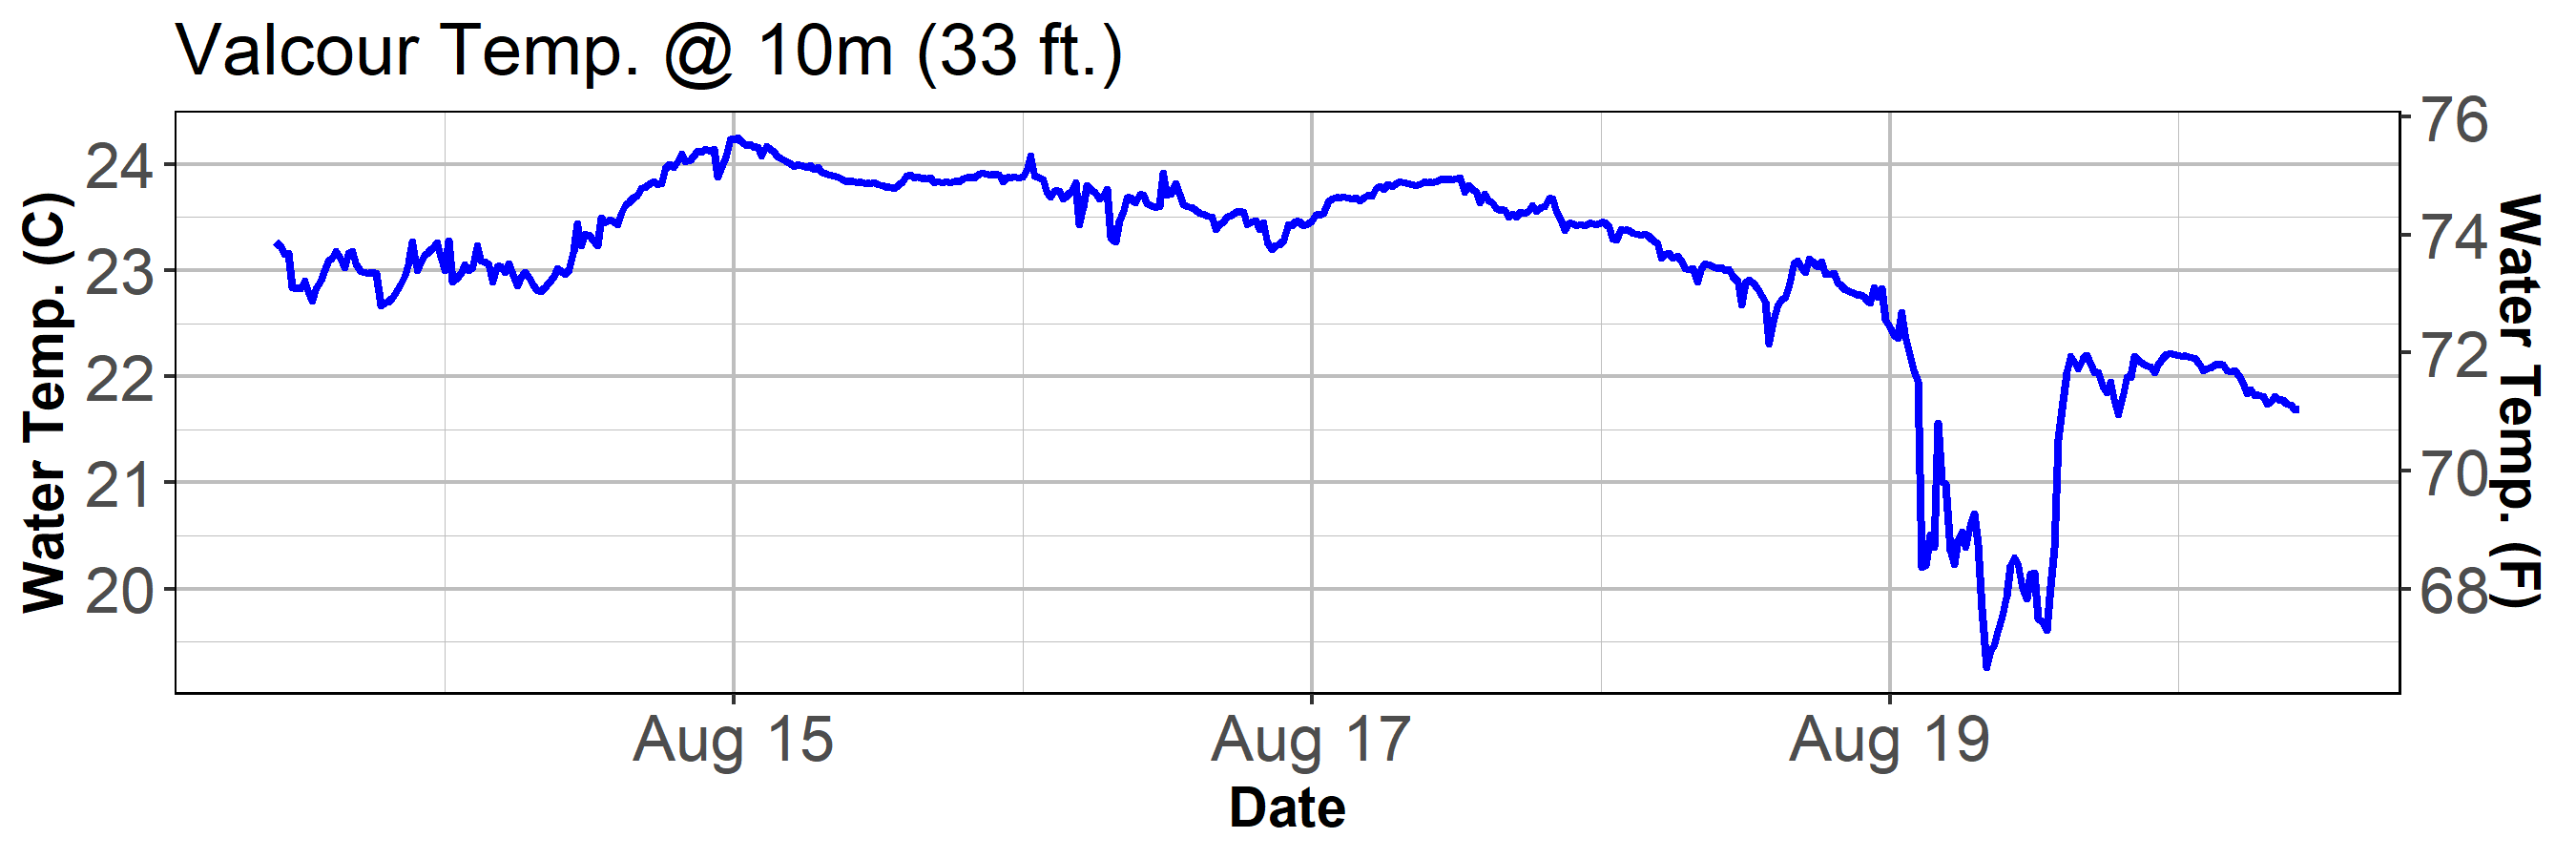 Valcour Temp. @ 10m (33 ft.)
Water Temp. (C)
24
23
22
21
20
76
74
72
70
68
Water Temp. (F)
Aug 15
Aug 17
Aug 19
Date